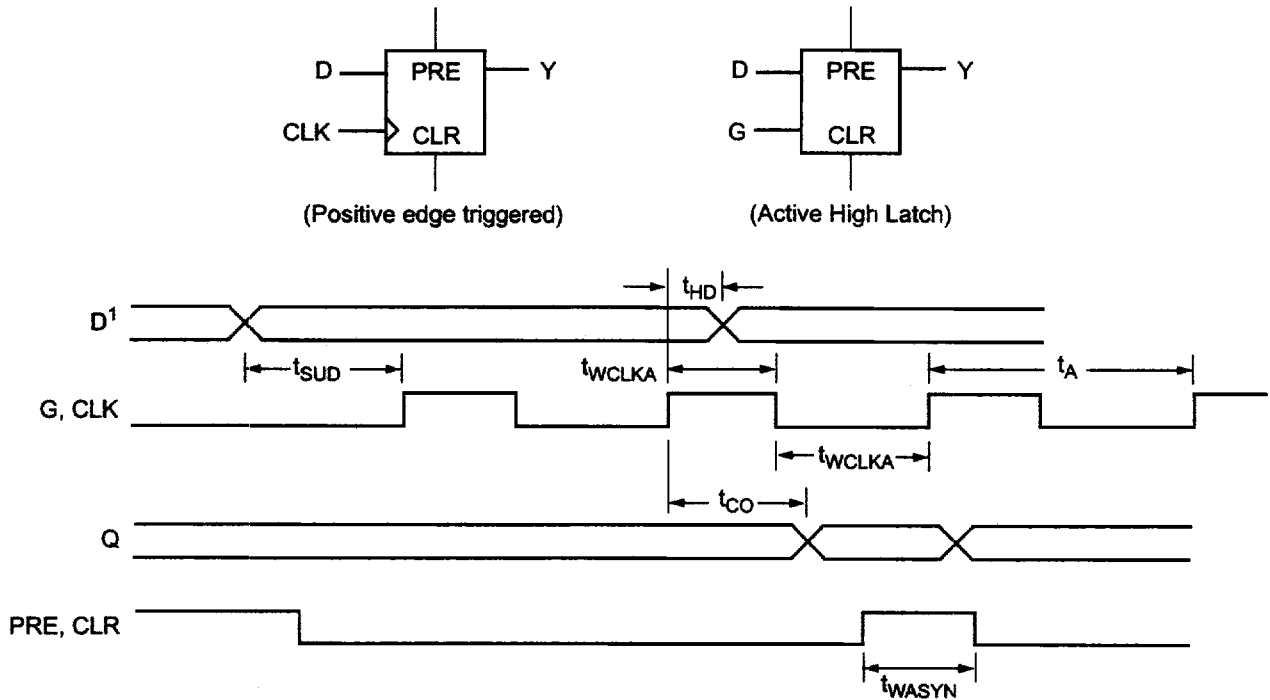 D PRE Y
CLK CLR
(Positive edge triggered)
D PRE Y
G CLR
(Active High Latch)
tHD
D¹
tSUD tWCLKA tA
G, CLK
tWCLKA
tCO
Q
PRE, CLR
tWASYN